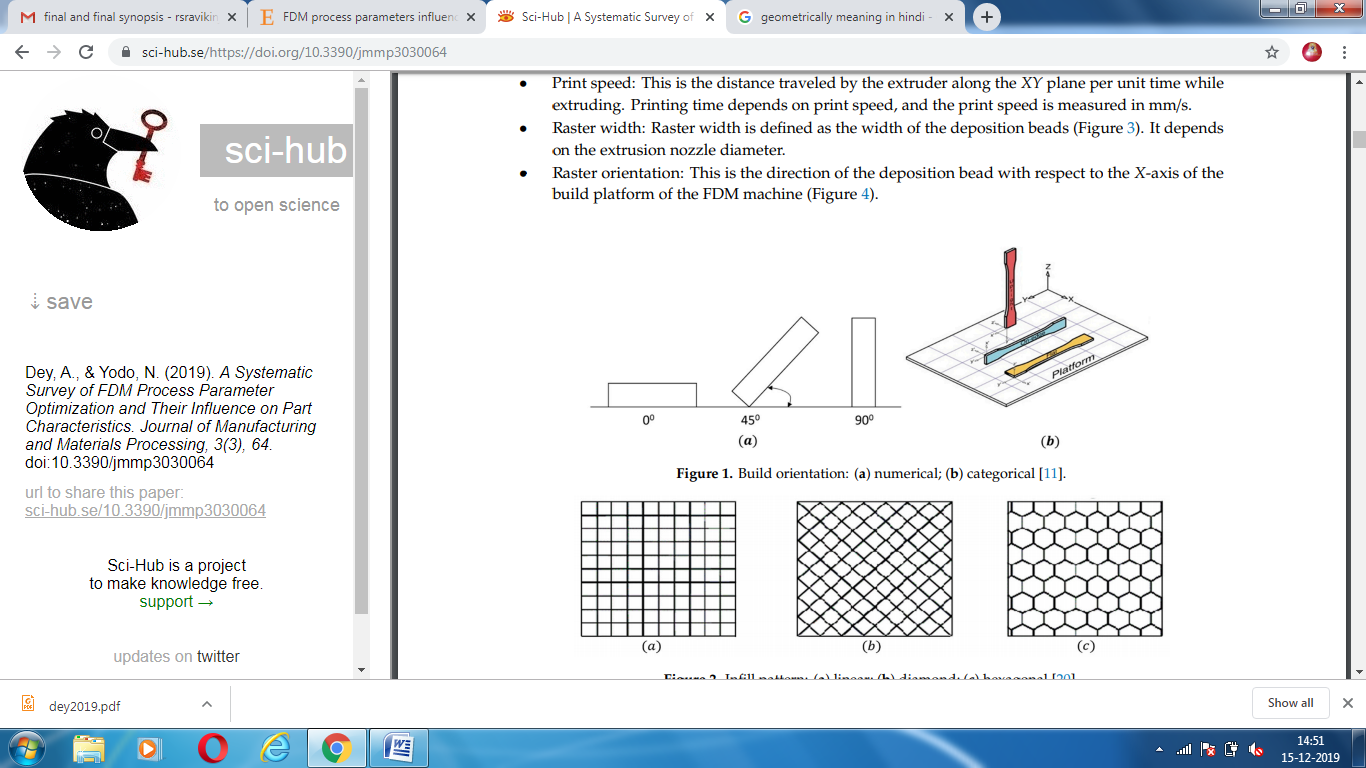 final and final synopsis - rsravikin
FDM process parameters influenc
Sci-Hub | A Systematic Survey of
geometrically meaning in hindi -
sci-hub.se/https://doi.org/10.3390/jmmp3030064
sci-hub
to open science
⇣ save
Dey, A., & Yodo, N. (2019). A Systematic
Survey of FDM Process Parameter
Optimization and Their Influence on Part
Characteristics. Journal of Manufacturing
and Materials Processing, 3(3), 64.
doi:10.3390/jmmp3030064
url to share this paper:
sci-hub.se/10.3390/jmmp3030064
Sci-Hub is a project
to make knowledge free.
support →
updates on twitter
• Print speed: This is the distance traveled by the extruder along the XY plane per unit time while
extruding. Printing time depends on print speed, and the print speed is measured in mm/s.
• Raster width: Raster width is defined as the width of the deposition beads (Figure 3). It depends
on the extrusion nozzle diameter.
• Raster orientation: This is the direction of the deposition bead with respect to the X-axis of the
build platform of the FDM machine (Figure 4).
0⁰
45⁰
90⁰
(a)
Z
Y
X
Platform
(b)
Figure 1. Build orientation: (a) numerical; (b) categorical [11].
(a)
(b)
(c)
Figure 2. Infill pattern: (a) linear; (b) diamond; (c) hexagonal [20].
dey2019.pdf
Show all
14:51
15-12-2019